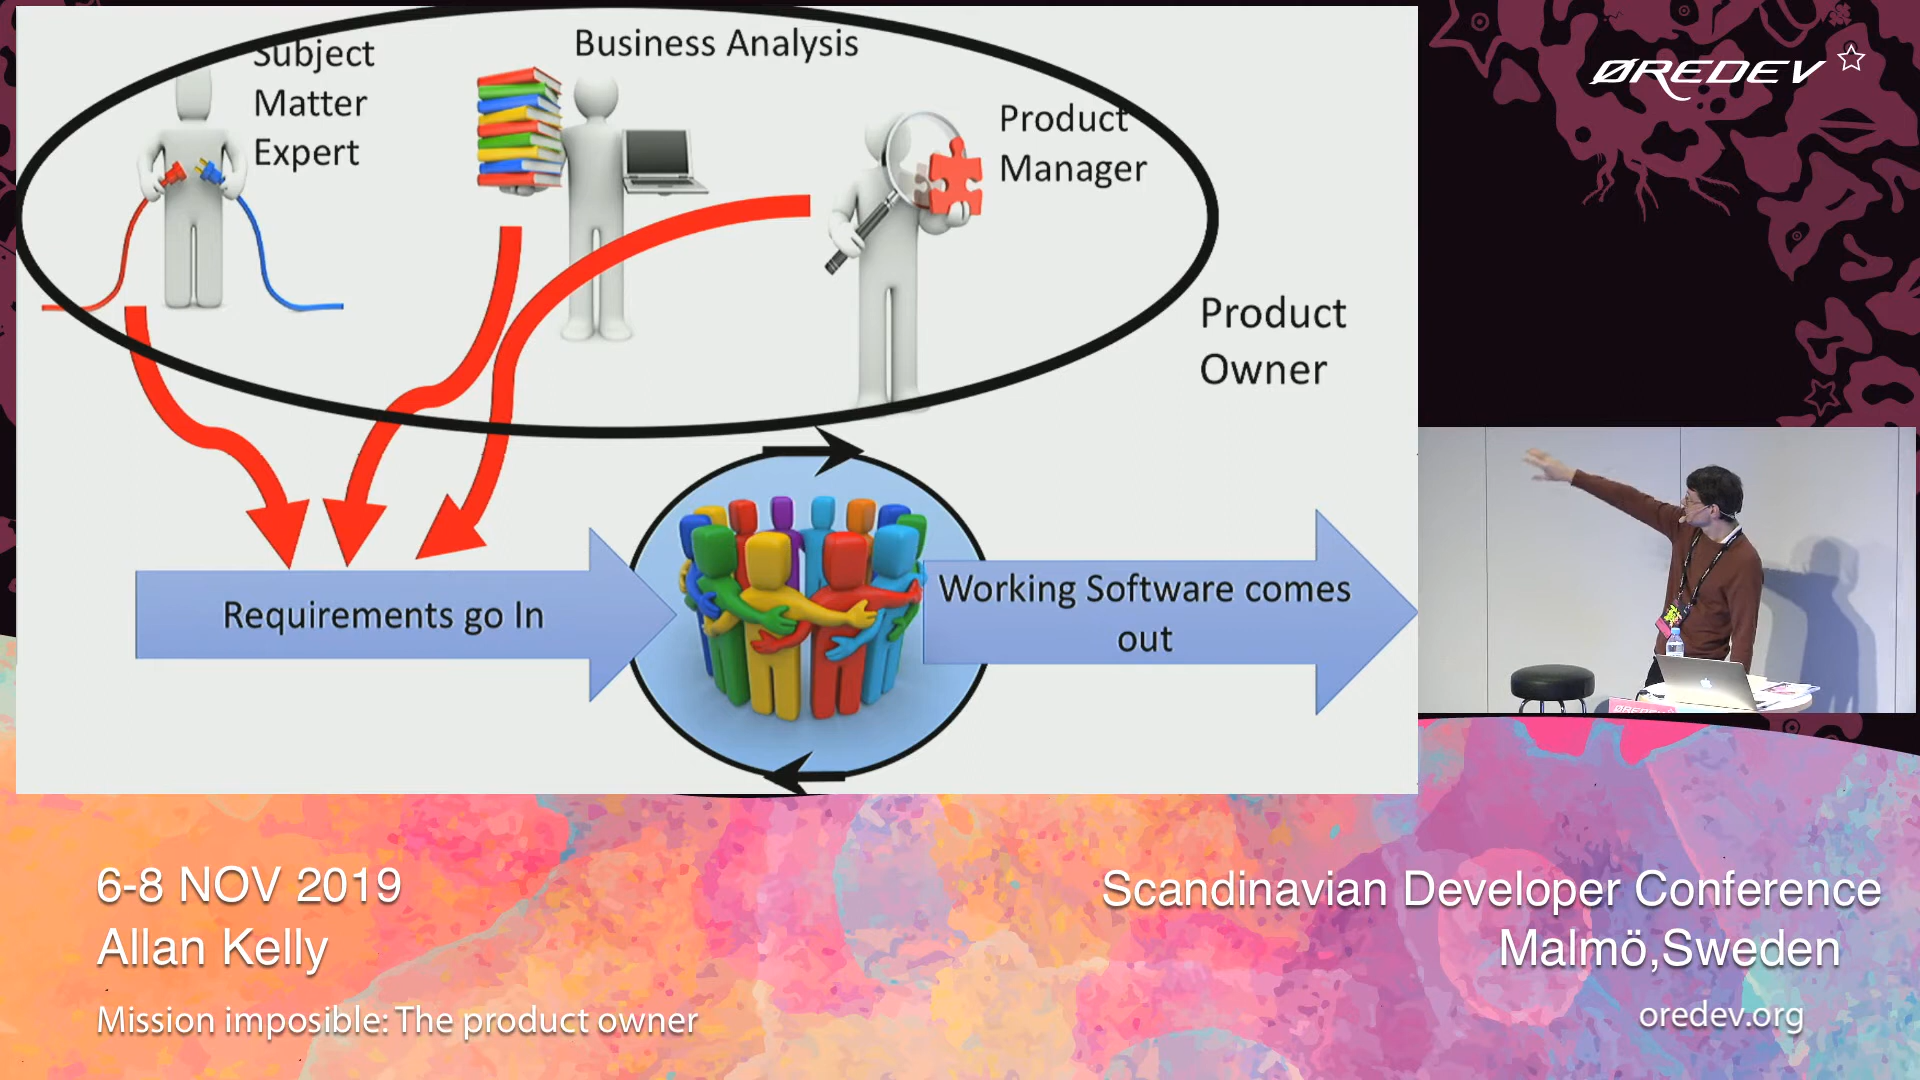 Subject
Matter
Expert
Business Analysis
Product
Manager
Product
Owner
Requirements go In
Working Software comes
out
ØREDEV
ØREDEV
6-8 NOV 2019
Allan Kelly
Mission imposible: The product owner
Scandinavian Developer Conference
Malmö,Sweden
oredev.org